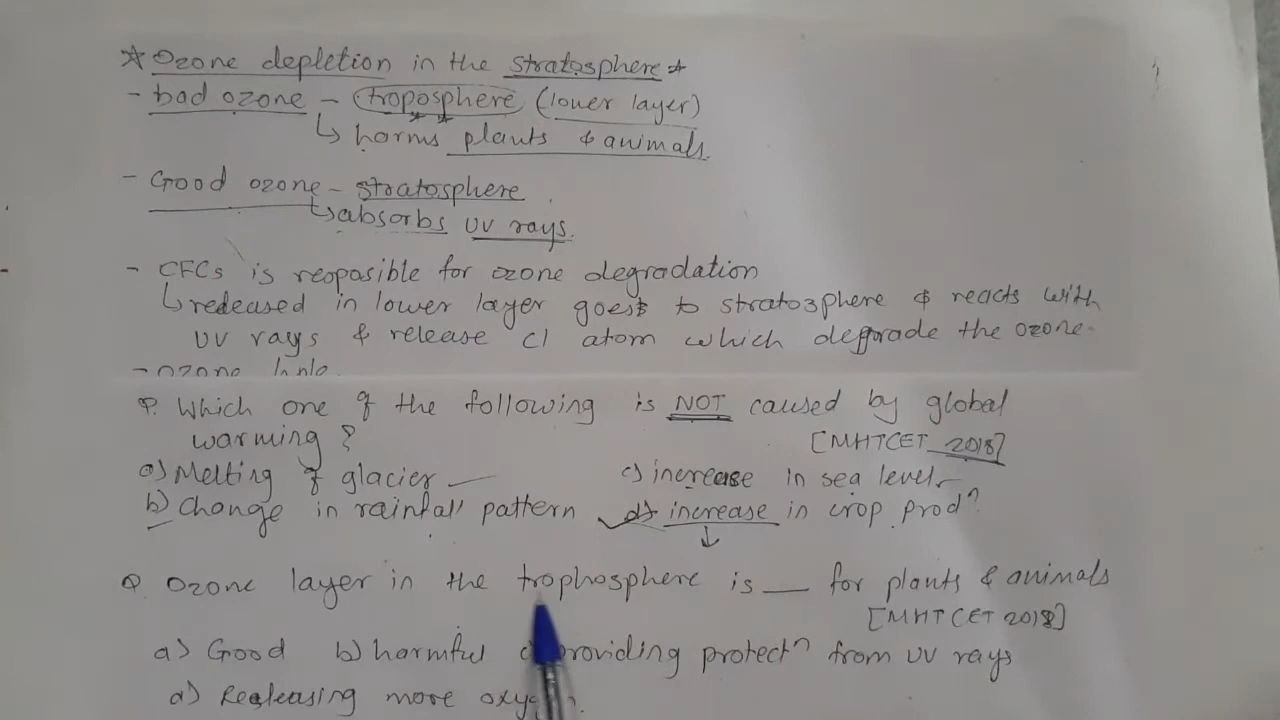 * Ozone depletion in the stratosphere *
- bad ozone - troposphere (lower layer)
↳ harms plants & animals.
- Good ozone - stratosphere
↳ absorbs UV rays.
- CFCs is resposible for ozone degradation
↳ released in lower layer goes to stratosphere & reacts with
UV rays & release Cl atom which degrade the ozone.
- ozone
Q. Which one of the following is NOT caused by global
warming?
[MHTCET 2018]
a) Melting of glacier
c) increase in sea level
b) Change in rainfall pattern
d) increase in crop prodⁿ.
Q. Ozone layer in the trophosphere is __ for plants & animals
[MHTCET 2018]
a) Good b) harmful providing protectⁿ from UV rays
d) Realeasing more